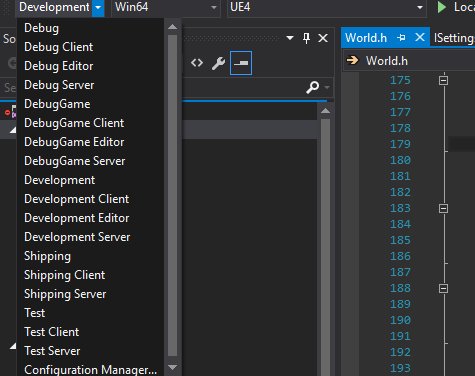 Development Win64 UE4 Loca
Debug
Debug Client
Debug Editor
Debug Server
DebugGame
DebugGame Client
DebugGame Editor
DebugGame Server
Development
Development Client
Development Editor
Development Server
Shipping
Shipping Client
Shipping Server
Test
Test Client
Test Server
Configuration Manager...
So
Se
World.h ISettings
World.h
175
176
177
178
179
180
181
182
183
184
185
186
187
188
189
190
191
192
193